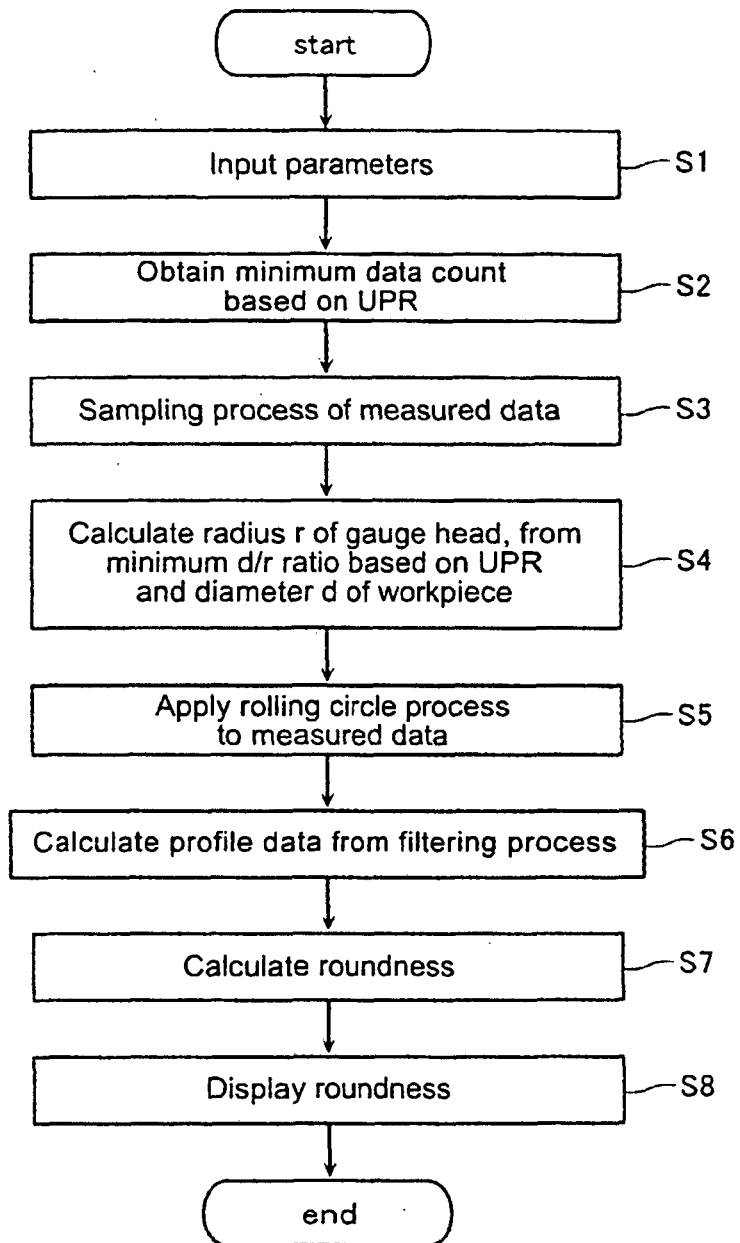 start
Input parameters
S1
Obtain minimum data count
based on UPR
S2
Sampling process of measured data
S3
Calculate radius r of gauge head, from
minimum d/r ratio based on UPR
and diameter d of workpiece
S4
Apply rolling circle process
to measured data
S5
Calculate profile data from filtering process
S6
Calculate roundness
S7
Display roundness
S8
end